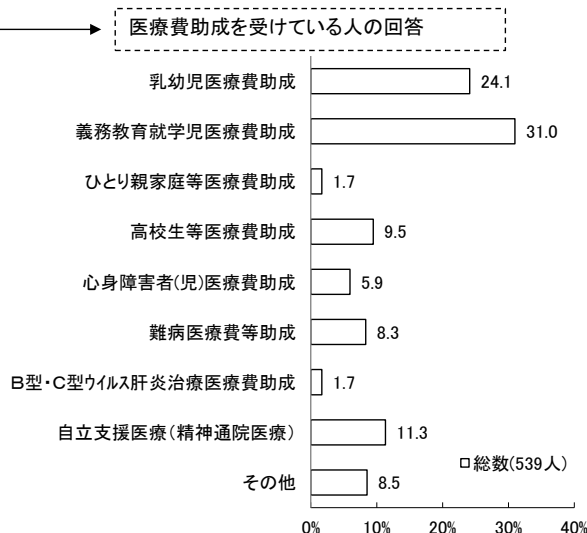 医療費助成を受けている人の回答
乳幼児医療費助成 24.1
義務教育就学児医療費助成 31.0
ひとり親家庭等医療費助成 1.7
高校生等医療費助成 9.5
心身障害者(児)医療費助成 5.9
難病医療費等助成 8.3
B型・C型ウイルス肝炎治療医療費助成 1.7
自立支援医療(精神通院医療) 11.3
総数(539人)
その他 8.5
0% 10% 20% 30% 40%